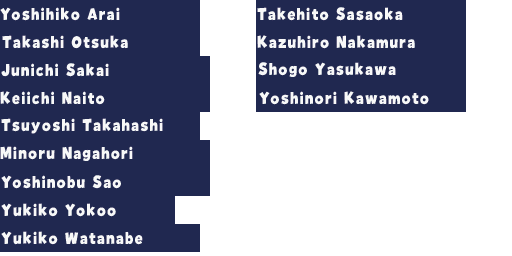 Yoshihiko Arai
Takashi Otsuka
Junichi Sakai
Keiichi Naito
Tsuyoshi Takahashi
Minoru Nagahori
Yoshinobu Sao
Yukiko Yokoo
Yukiko Watanabe
Takehito Sasaoka
Kazuhiro Nakamura
Shogo Yasukawa
Yoshinori Kawamoto